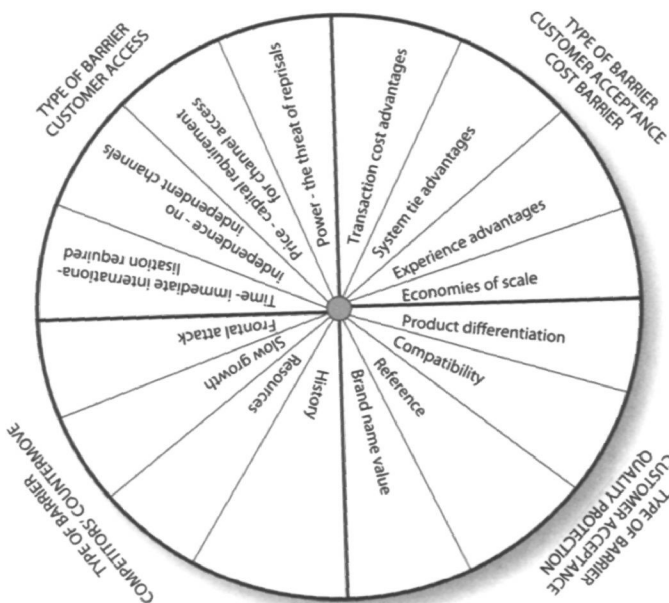 TYPE OF BARRIER
CUSTOMER ACCESS
TYPE OF BARRIER
CUSTOMER ACCEPTANCE
COST BARRIER
Power - the threat of reprisals
Price - capital requirement
for channel access
independence - no
independent channels
Time- immediate internationa-
lisation required
Transaction cost advantages
System tie advantages
Experience advantages
Economies of scale
Product differentiation
Compatibility
Reference
Brand name value
Frontal attack
Slow growth
Resources
History
TYPE OF BARRIER
COMPETITORS' COUNTERMOVE
TYPE OF BARRIER
CUSTOMER ACCEPTANCE
QUALITY PROTECTION